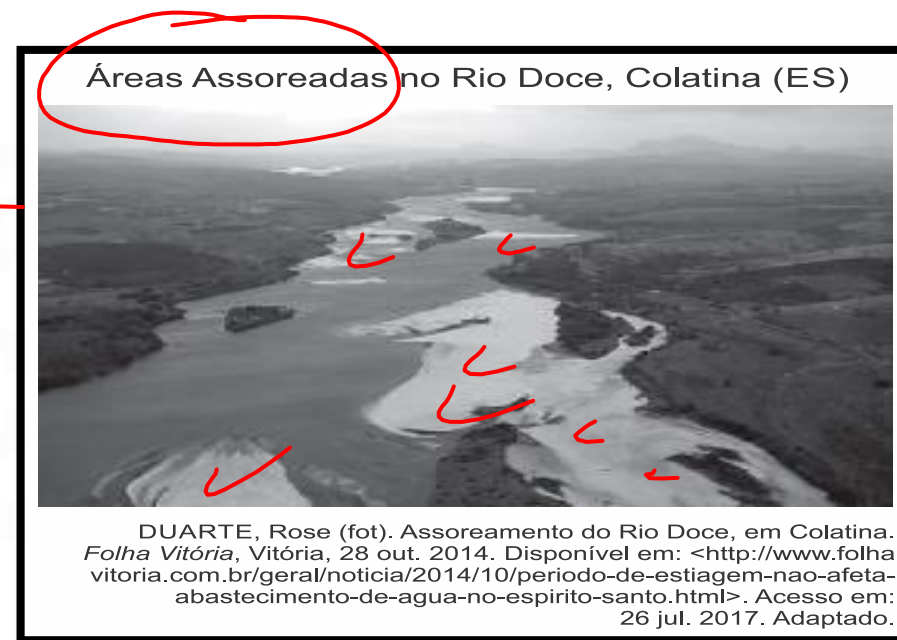 Áreas Assoreadas no Rio Doce, Colatina (ES)
DUARTE, Rose (fot). Assoreamento do Rio Doce, em Colatina.
Folha Vitória, Vitória, 28 out. 2014. Disponível em: <http://www.folha
vitoria.com.br/geral/noticia/2014/10/periodo-de-estiagem-nao-afeta-
abastecimento-de-agua-no-espirito-santo.html>. Acesso em:
26 jul. 2017. Adaptado.